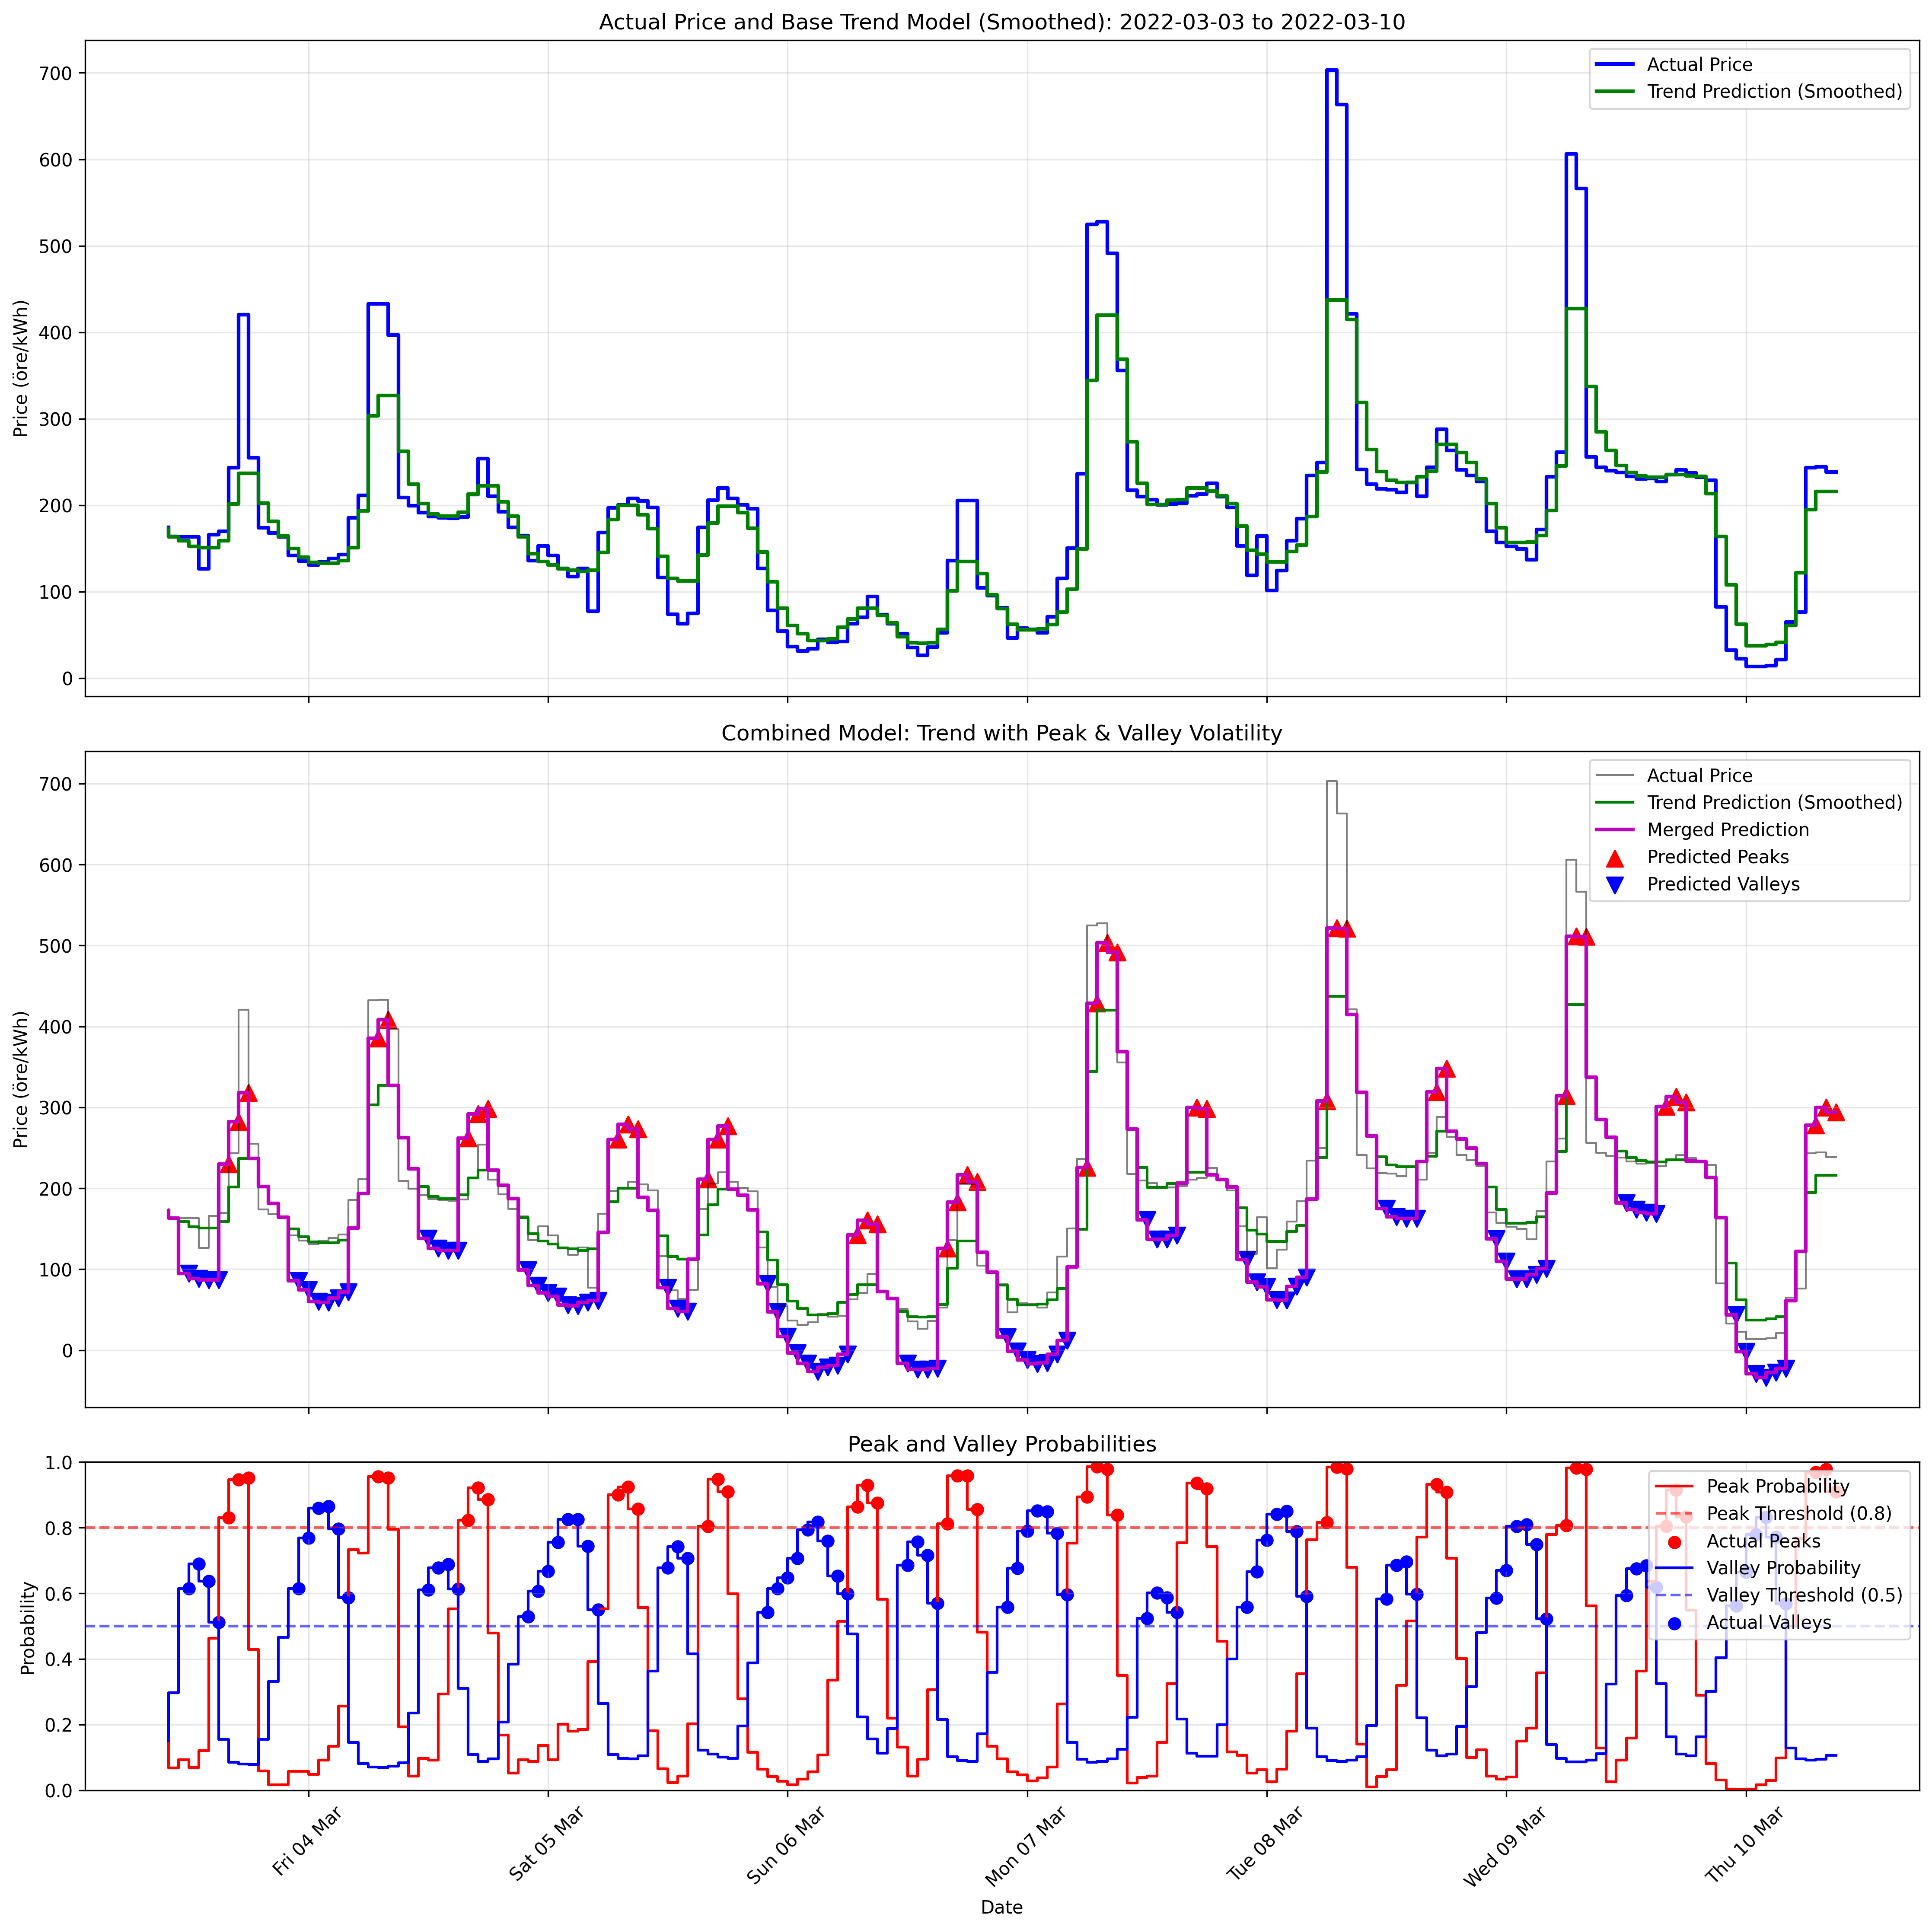 Actual Price and Base Trend Model (Smoothed): 2022-03-03 to 2022-03-10
Price (öre/kWh)
700
600
500
400
300
200
100
0
Actual Price
Trend Prediction (Smoothed)
Combined Model: Trend with Peak & Valley Volatility
Price (öre/kWh)
700
600
500
400
300
200
100
0
Actual Price
Trend Prediction (Smoothed)
Merged Prediction
Predicted Peaks
Predicted Valleys
Peak and Valley Probabilities
Probability
1.0
0.8
0.6
0.4
0.2
0.0
Peak Probability
Peak Threshold (0.8)
Actual Peaks
Valley Probability
Valley Threshold (0.5)
Actual Valleys
Fri 04 Mar
Sat 05 Mar
Sun 06 Mar
Mon 07 Mar
Tue 08 Mar
Wed 09 Mar
Thu 10 Mar
Date